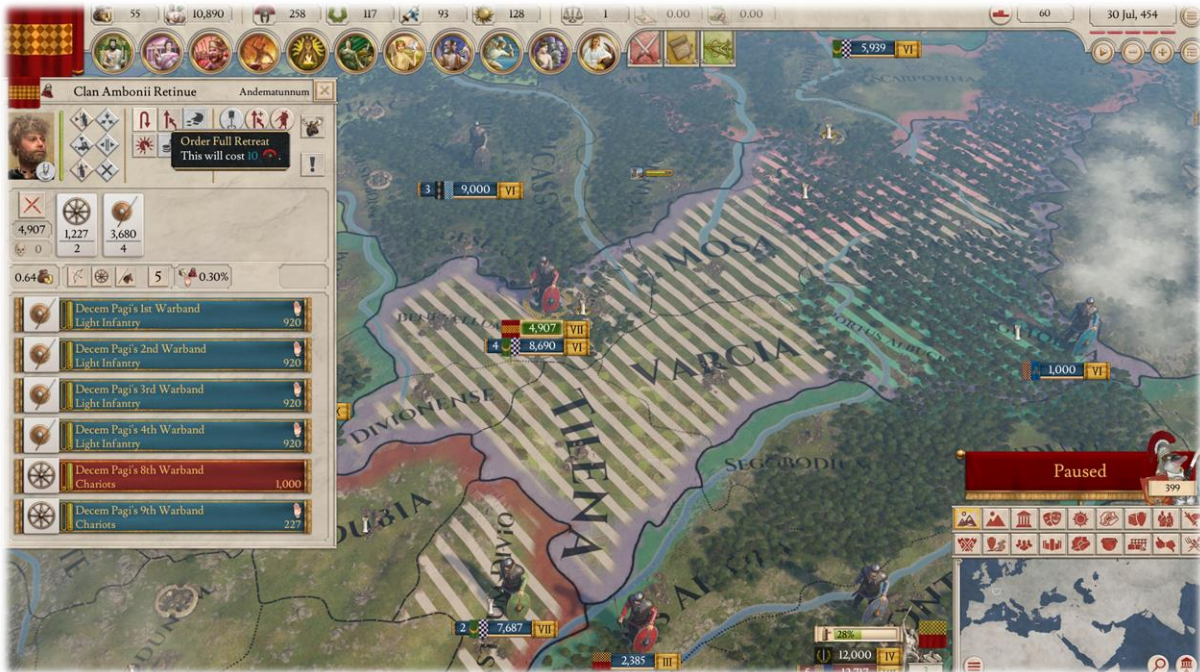 55
10,890
258
117
93
128
1
0.00
0.00
60
30 Jul, 454
5,939 VI
Clan Ambonii Retinue
Andematunnum
Order Full Retreat
This will cost 10
!
4,907
0
1,227
2
3,680
4
0.64
5
0.30%
Decem Pagi's 1st Warband
Light Infantry
920
Decem Pagi's 2nd Warband
Light Infantry
920
Decem Pagi's 3rd Warband
Light Infantry
920
Decem Pagi's 4th Warband
Light Infantry
920
Decem Pagi's 8th Warband
Chariots
1,000
Decem Pagi's 9th Warband
Chariots
227
SCARPONNA
3 9,000 VI
MOSA
4,907 VII
4 8,690 VI
VARCIA
PORTUS ABUCINI
DIMONENSE
TILENA
1,000 VI
Paused
399
2 7,687 VII
2,385 III
28%
12,000 IV